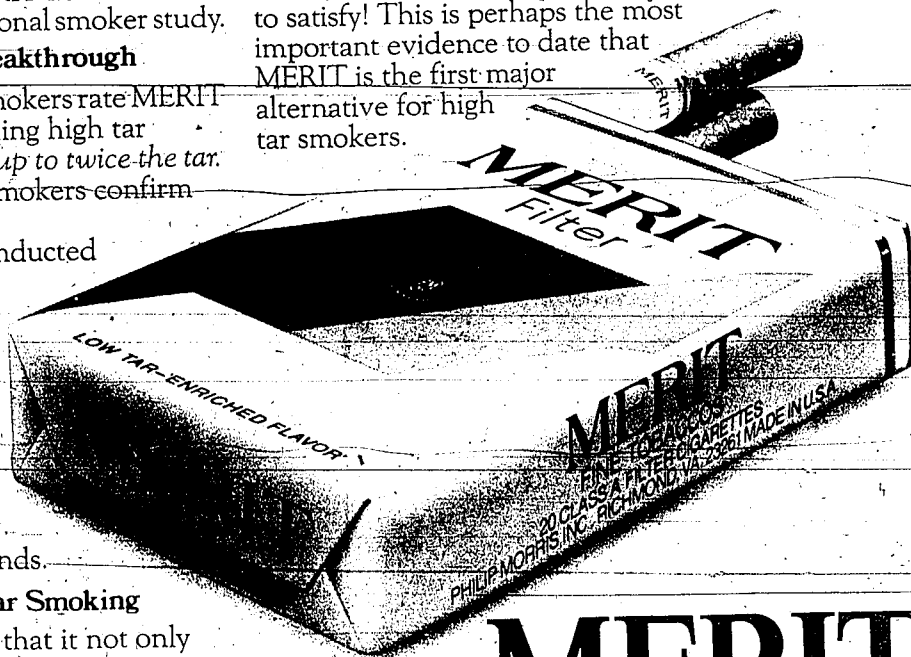 onal smoker study.
eakthrough
mokers rate MERIT
ing high tar
up to twice the tar.
mokers confirm
nducted
nds.
ar Smoking
that it not only
to satisfy! This is perhaps the most
important evidence to date that
MERIT is the first major
alternative for high
tar smokers.
MERIT
MERIT
Filter
LOW TAR-'ENRICHED FLAVOR'
MERIT
FINE TOBACCOS
20 CLASS A FILTER CIGARETTES
PHILIP MORRIS INC. RICHMOND, VA. 23261 MADE IN U.S.A.
MERIT